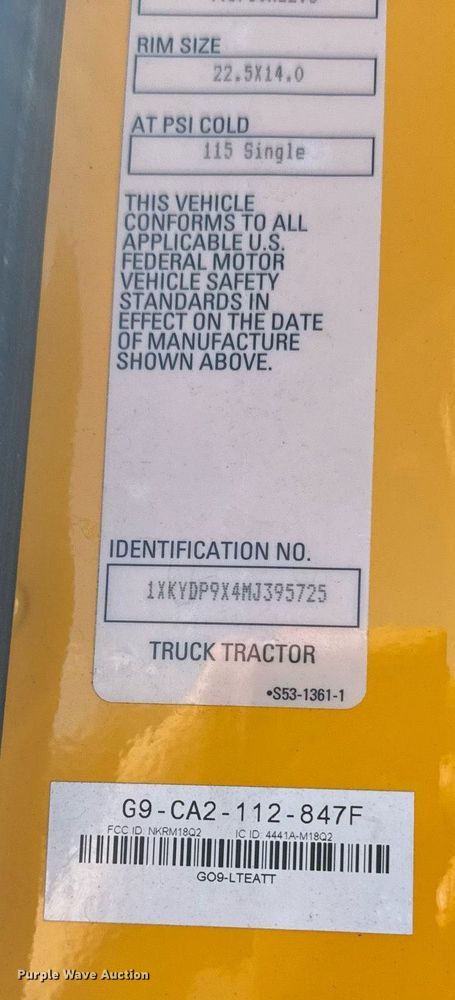 RIM SIZE
22.5X14.0
AT PSI COLD
115 Single
THIS VEHICLE
CONFORMS TO ALL
APPLICABLE U.S.
FEDERAL MOTOR
VEHICLE SAFETY
STANDARDS IN
EFFECT ON THE DATE
OF MANUFACTURE
SHOWN ABOVE.
IDENTIFICATION NO.
1XKYDP9X4MJ395725
TRUCK TRACTOR
•S53-1361-1
G9-CA2-112-847F
FCC ID: NKRM18Q2 IC ID: 4441A-M18Q2
GO9-LTEATT
Purple Wave Auction